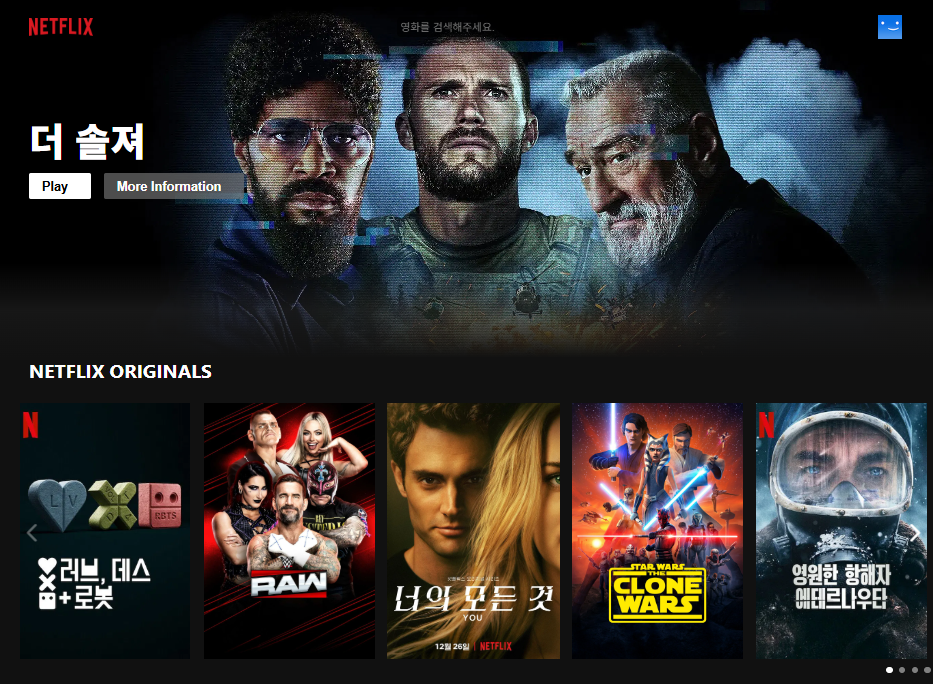 NETFLIX
영화를 검색해주세요.
더 솔져
Play
More Information
NETFLIX ORIGINALS
N
LV
RBTS
러브, 데스
+로봇
RAW
너의 모든 것
YOU
12월 26일 | NETFLIX
STAR WARS
THE
CLONE
WARS
N
영원한 항해자
에테르나우타